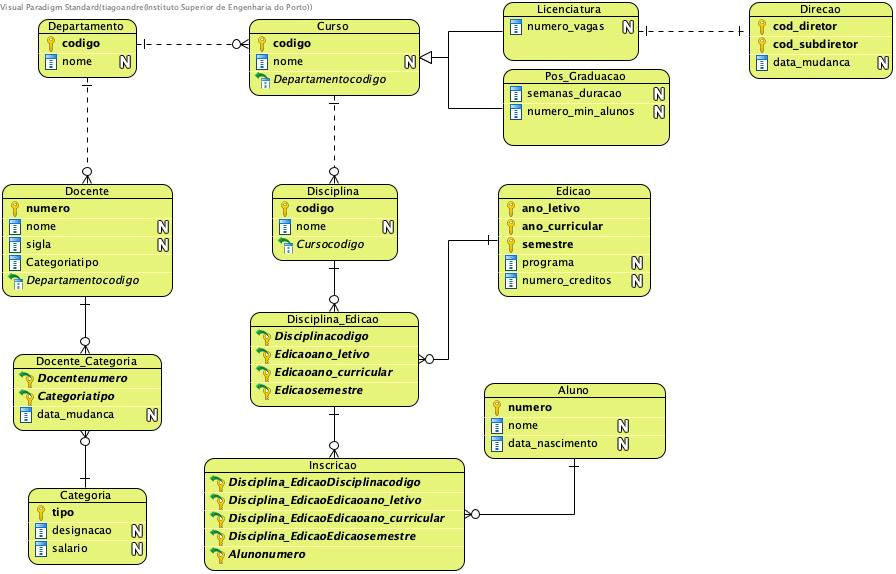 Visual Paradigm Standard(tiagoandre(Instituto Superior de Engenharia do Porto))
Departamento
codigo
nome N
Curso
codigo
nome N
Departamentocodigo
Licenciatura
numero_vagas N
Pos_Graduacao
semanas_duracao N
numero_min_alunos N
Direcao
cod_diretor
cod_subdiretor
data_mudanca N
Docente
numero
nome N
sigla N
Categoriatipo
Departamentocodigo
Disciplina
codigo
nome N
Cursocodigo
Edicao
ano_letivo
ano_curricular
semestre
programa N
numero_creditos N
Disciplina_Edicao
Disciplinacodigo
Edicaoano_letivo
Edicaoano_curricular
Edicaosemestre
Docente_Categoria
Docentenumero
Categoriatipo
data_mudanca N
Aluno
numero
nome N
data_nascimento N
Categoria
tipo
designacao N
salario N
Inscricao
Disciplina_EdicaoDisciplinacodigo
Disciplina_EdicaoEdicaoano_letivo
Disciplina_EdicaoEdicaoano_curricular
Disciplina_EdicaoEdicaosemestre
Alunonumero